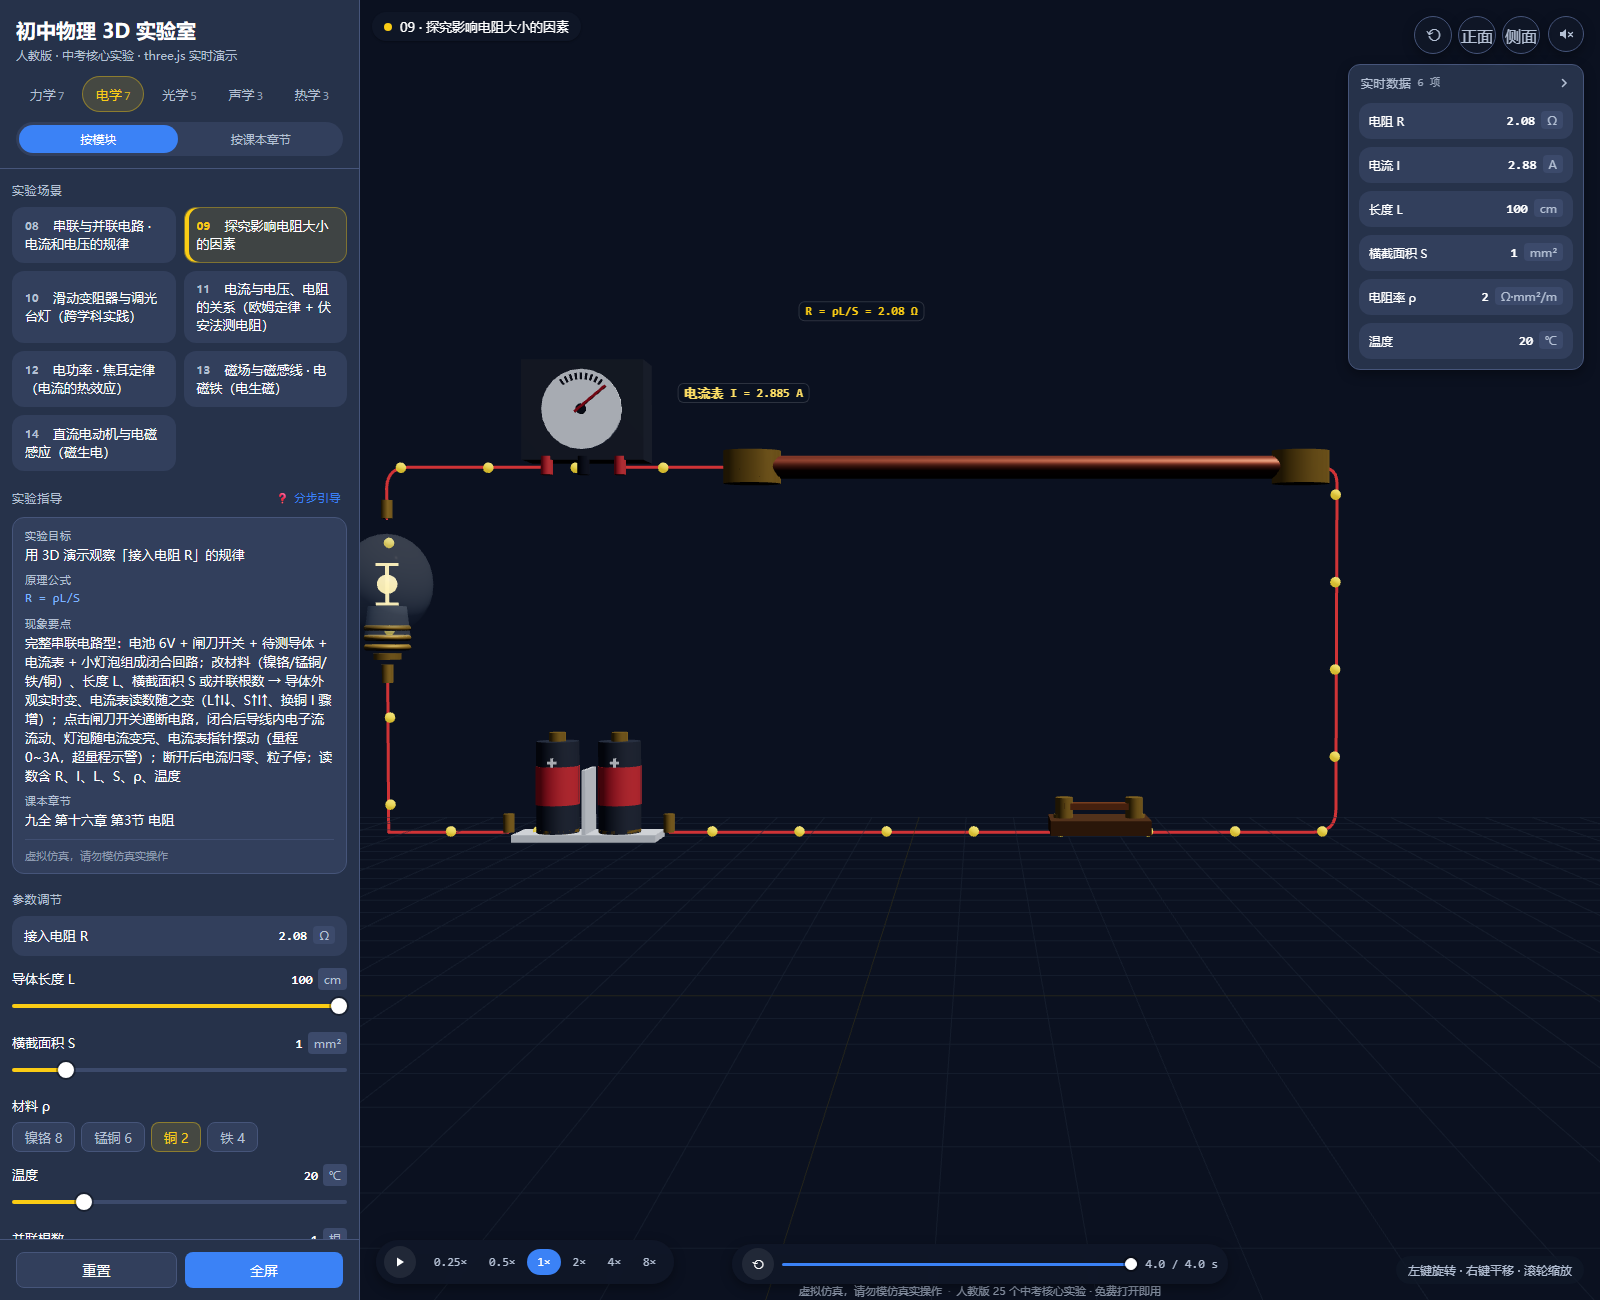 初中物理 3D 实验室
人教版 · 中考核心实验 · three.js 实时演示
力学 7
电学 7
光学 5
声学 3
热学 3
按模块
按课本章节
实验场景
08 串联与并联电路 ·
电流和电压的规律
09 探究影响电阻大小
的因素
10 滑动变阻器与调光
台灯（跨学科实践）
11 电流与电压、电阻
的关系（欧姆定律 + 伏
安法测电阻）
12 电功率 · 焦耳定律
（电流的热效应）
13 磁场与磁感线 · 电
磁铁（电生磁）
14 直流电动机与电磁
感应（磁生电）
实验指导
❓ 分步引导
实验目标
用 3D 演示观察「接入电阻 R」的规律
原理公式
R = ρL/S
现象要点
完整串联电路型：电池 6V + 闸刀开关 + 待测导体 +
电流表 + 小灯泡组成闭合回路；改材料（镍铬/锰铜/
铁/铜）、长度 L、横截面积 S 或并联根数 → 导体外
观实时变、电流表读数随之变（L↑I↓、S↑I↑、换铜 I 骤
增）；点击闸刀开关通断电路，闭合后导线内电子流
流动、灯泡随电流变亮、电流表指针摆动（量程
0~3A，超量程示警）；断开后电流归零、粒子停；读
数含 R、I、L、S、ρ、温度
课本章节
九全 第十六章 第3节 电阻
虚拟仿真，请勿模仿真实操作
参数调节
接入电阻 R 2.08 Ω
导体长度 L 100 cm
横截面积 S 1 mm²
材料 ρ
镍铬 8
锰铜 6
铜 2
铁 4
温度 20 ℃
并联根数 1 根
重置
全屏
09 · 探究影响电阻大小的因素
正面
侧面
实时数据 6 项
电阻 R 2.08 Ω
电流 I 2.88 A
长度 L 100 cm
横截面积 S 1 mm²
电阻率 ρ 2 Ω·mm²/m
温度 20 ℃
R = ρL/S = 2.08 Ω
电流表 I = 2.885 A
0.25×
0.5×
1×
2×
4×
8×
4.0 / 4.0 s
左键旋转 · 右键平移 · 滚轮缩放
虚拟仿真，请勿模仿真实操作 · 人教版 25 个中考核心实验 · 免费打开即用